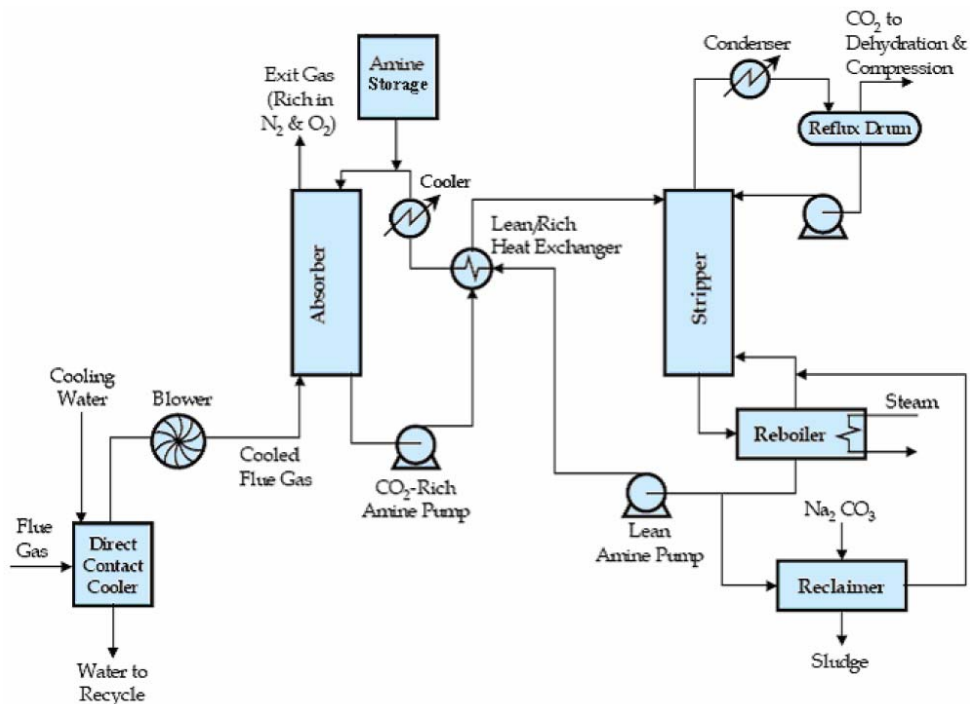 CO2 to
Dehydration &
Compression
Condenser
Amine
Storage
Exit Gas
(Rich in
N2 & O2)
Reflux Drum
Cooler
Lean/Rich
Heat Exchanger
Absorber
Stripper
Cooling
Water
Blower
Steam
Reboiler
Cooled
Flue Gas
CO2-Rich
Amine Pump
Na2 CO3
Flue
Gas
Direct
Contact
Cooler
Lean
Amine Pump
Reclaimer
Water to
Recycle
Sludge